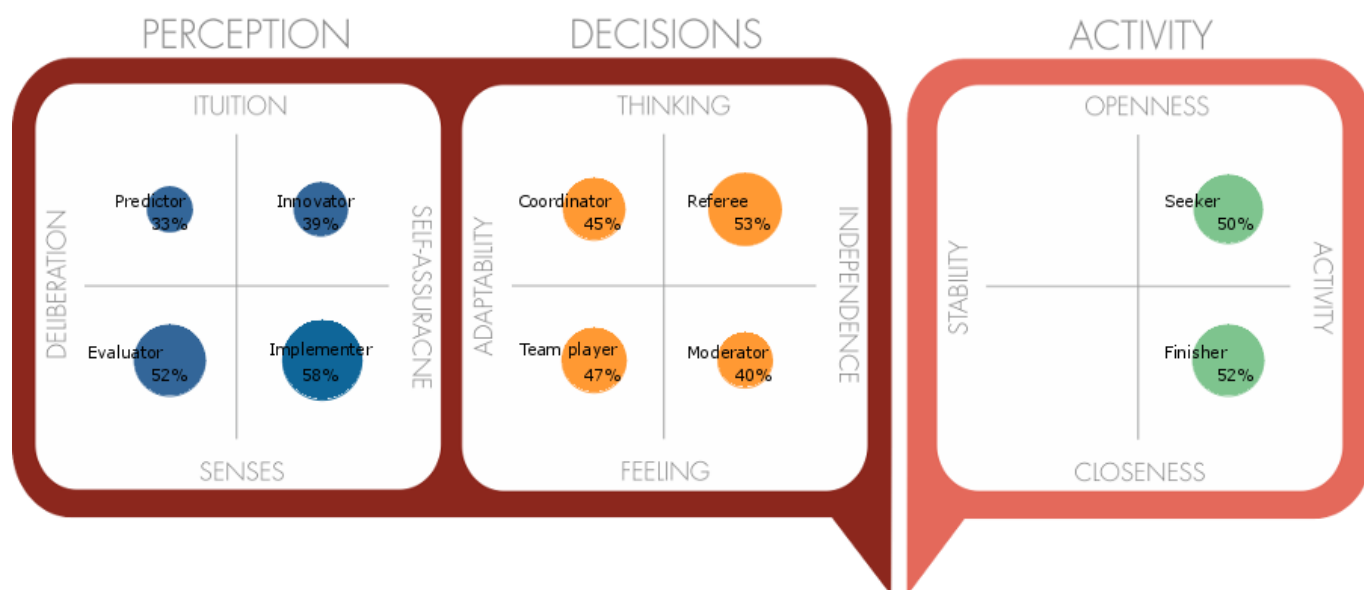 PERCEPTION
DECISIONS
ACTIVITY
ITUITION
DELIBERATION
Predictor
33%
Innovator
39%
SELF-ASSURACNE
Evaluator
52%
Implementer
58%
SENSES
THINKING
ADAPTABILITY
Coordinator
45%
Referee
53%
INDEPENDENCE
Team player
47%
Moderator
40%
FEELING
OPENNESS
STABILITY
Seeker
50%
ACTIVITY
Finisher
52%
CLOSENESS